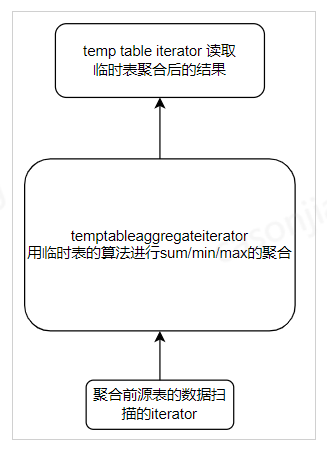 temp table iterator 读取
临时表聚合后的结果
temptableaggregateiterator
用临时表的算法进行sum/min/max的聚合
聚合前源表的数据扫
描的iterator